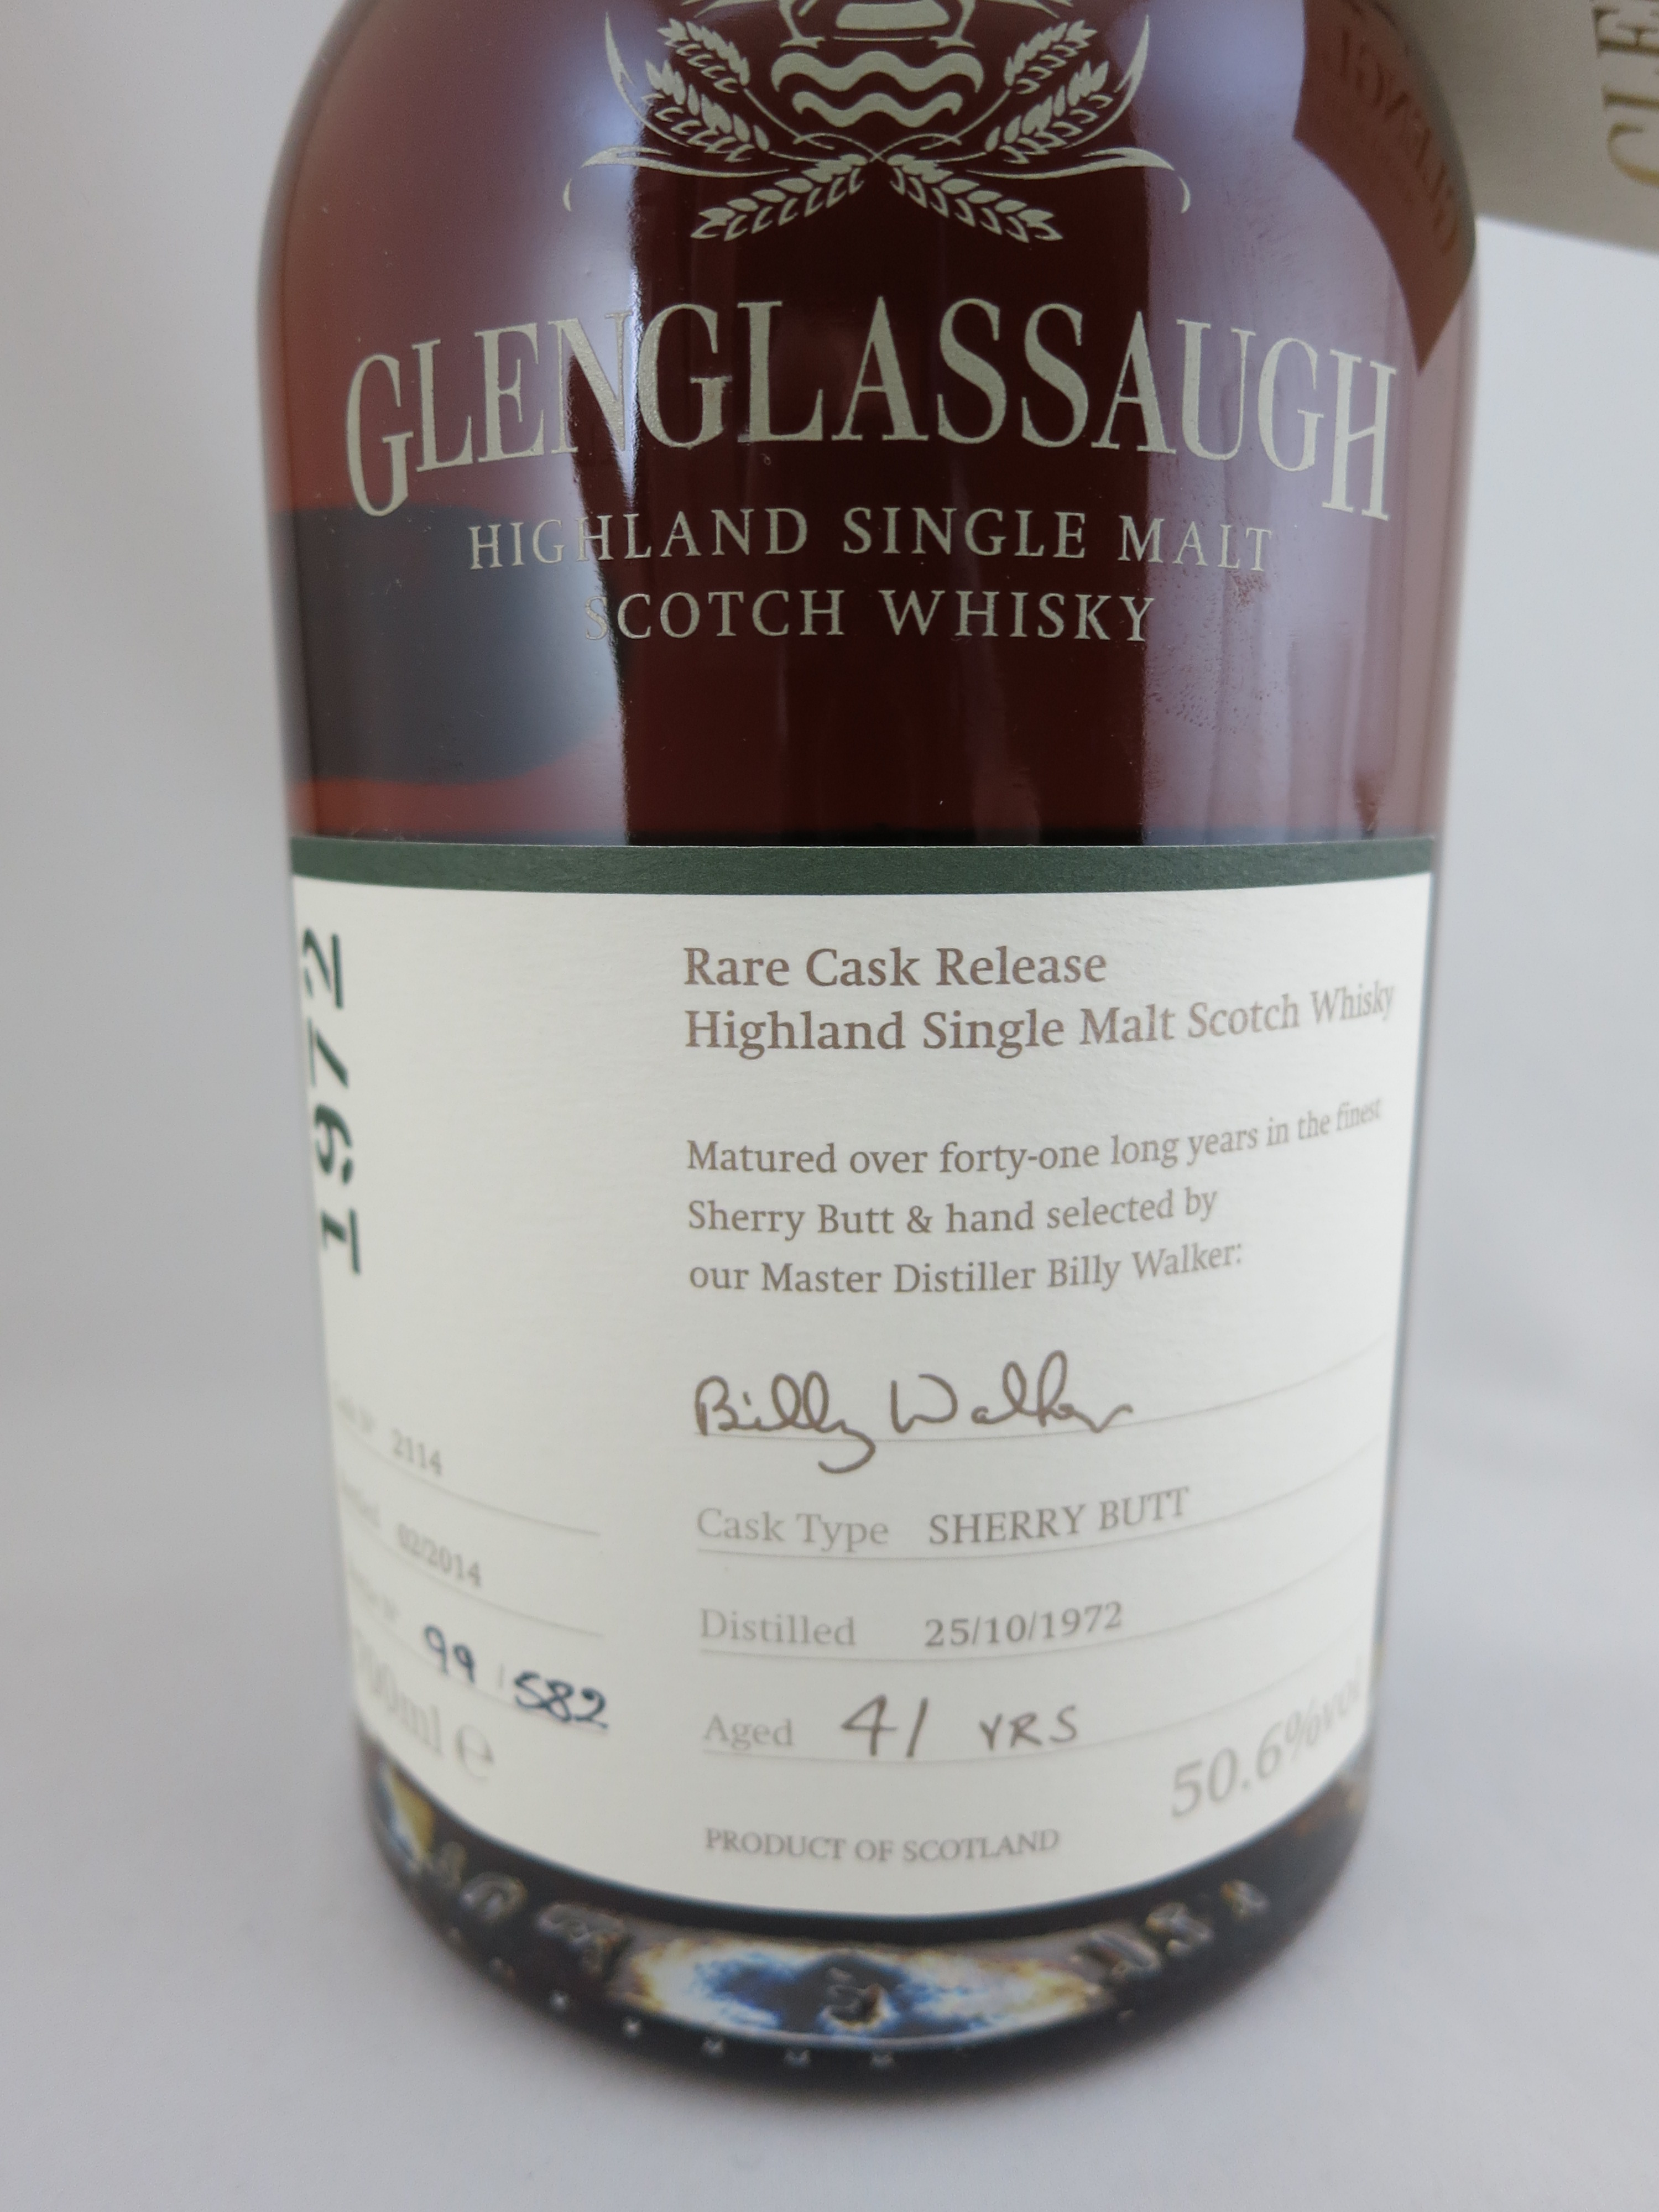 GLENGLASSAUGH
HIGHLAND SINGLE MALT
SCOTCH WHISKY
1972
Rare Cask Release
Highland Single Malt Scotch Whisky
Matured over forty-one long years in the finest
Sherry Butt & hand selected by
our Master Distiller Billy Walker:
Billy Walker
Cask Type SHERRY BUTT
Distilled 25/10/1972
Aged 41 YRS
50.6%vol
PRODUCT OF SCOTLAND
2114
02/2014
99/582
700ml e